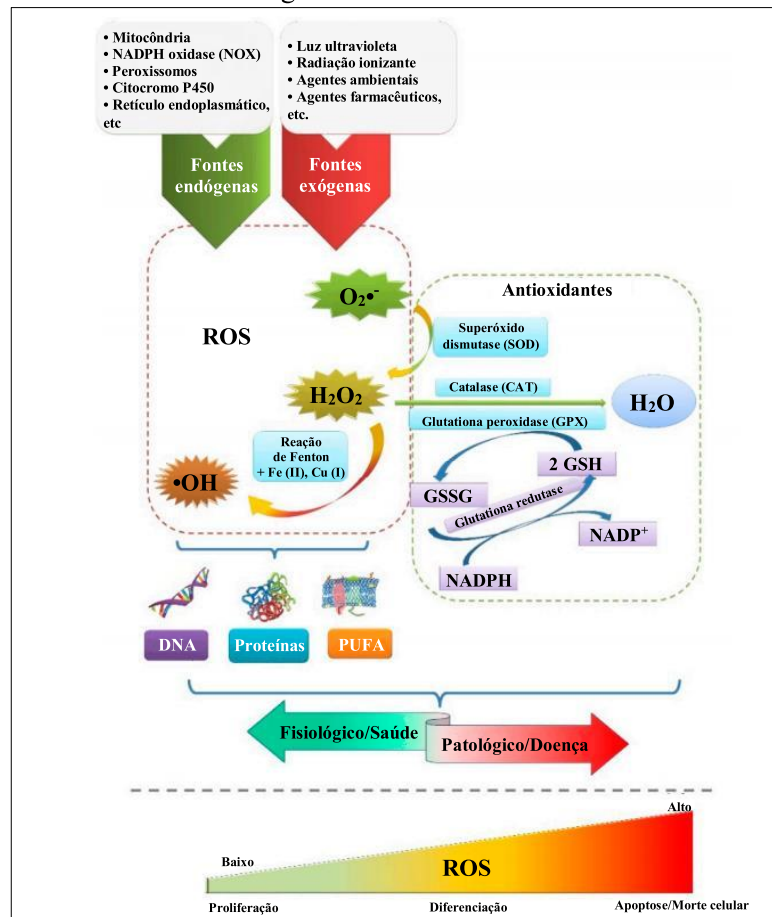 • Mitocôndria
• NADPH oxidase (NOX)
• Peroxissomos
• Citocromo P450
• Retículo endoplasmático,
etc
• Luz ultravioleta
• Radiação ionizante
• Agentes ambientais
• Agentes farmacêuticos,
etc.
Fontes
endógenas
Fontes
exógenas
ROS
O₂•⁻
Antioxidantes
Superóxido
dismutase (SOD)
H₂O₂
Catalase (CAT)
Glutationa peroxidase (GPX)
H₂O
Reação
de Fenton
+ Fe (II), Cu (I)
•OH
2 GSH
GSSG
Glutationa redutase
NADP⁺
NADPH
DNA
Proteínas
PUFA
Fisiológico/Saúde
Patológico/Doença
Alto
Baixo
ROS
Proliferação
Diferenciação
Apoptose/Morte celular